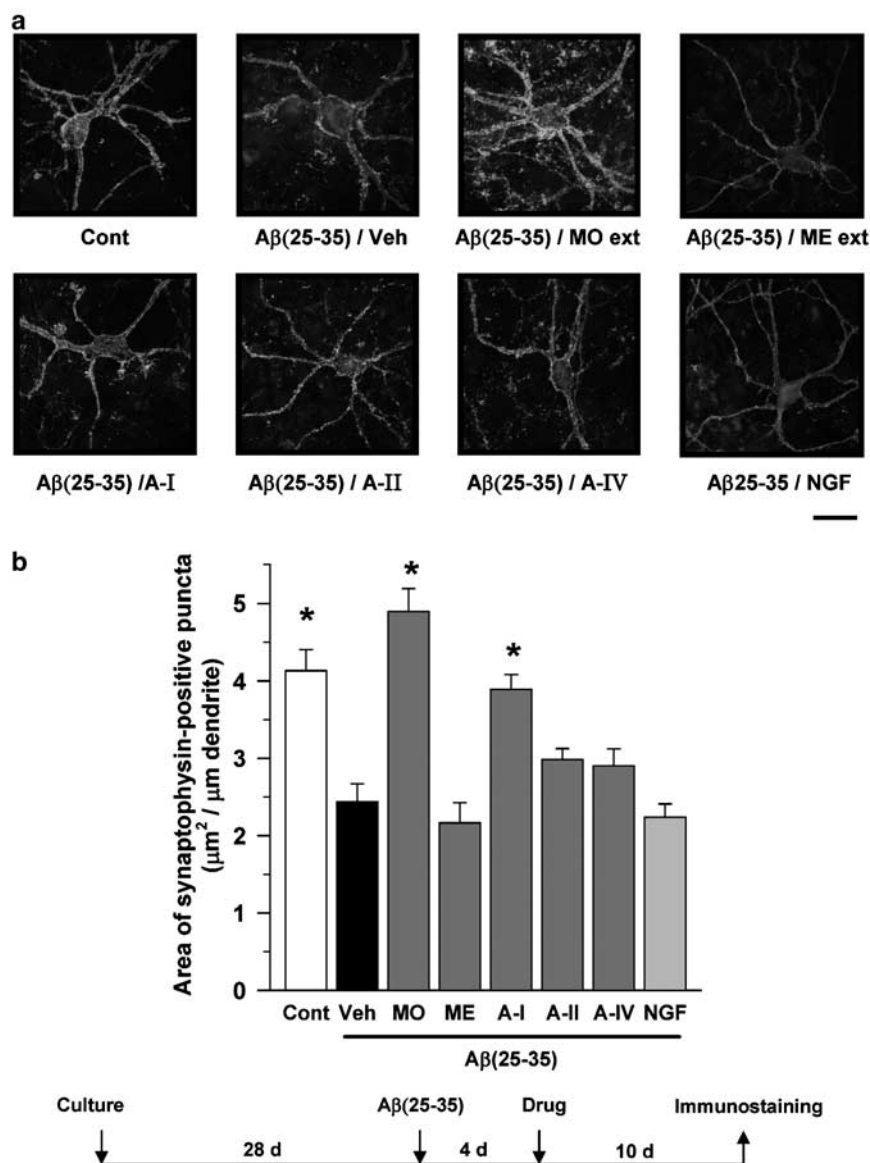 a
Cont Aβ(25-35) / Veh Aβ(25-35) / MO ext Aβ(25-35) / ME ext
Aβ(25-35) /A-I Aβ(25-35) / A-II Aβ(25-35) / A-IV Aβ25-35 / NGF
b
Area of synaptophysin-positive puncta
(μm² / μm dendrite)
5
4
3
2
1
0
* * *
Cont Veh MO ME A-I A-II A-IV NGF
Aβ(25-35)
Culture Aβ(25-35) Drug Immunostaining
28 d 4 d 10 d